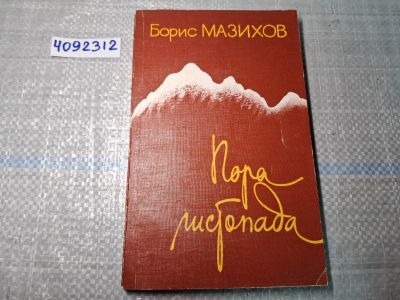 4092312
Борис МАЗИХОВ
Пора
листопада